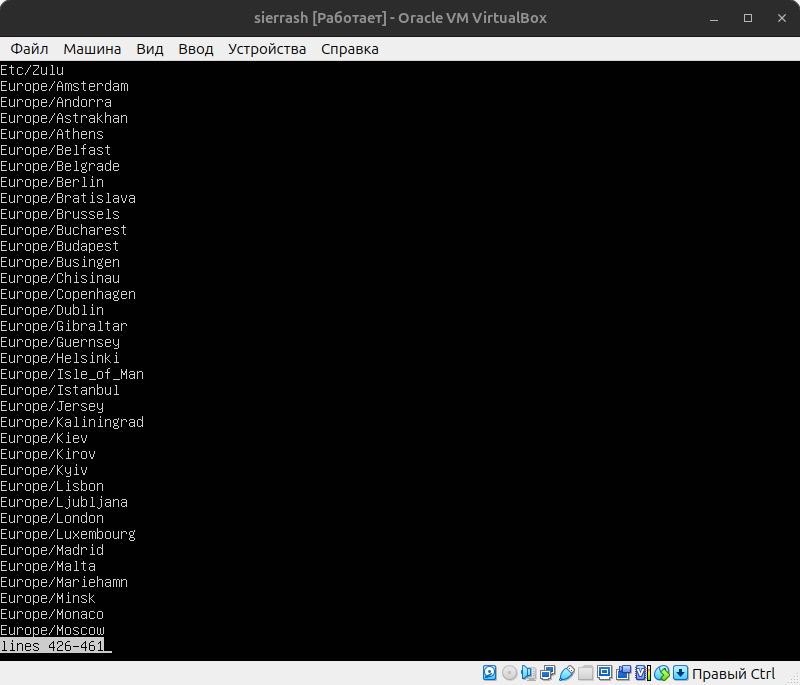 sierrash [Работает] - Oracle VM VirtualBox
Файл Машина Вид Ввод Устройства Справка
Etc/Zulu
Europe/Amsterdam
Europe/Andorra
Europe/Astrakhan
Europe/Athens
Europe/Belfast
Europe/Belgrade
Europe/Berlin
Europe/Bratislava
Europe/Brussels
Europe/Bucharest
Europe/Budapest
Europe/Busingen
Europe/Chisinau
Europe/Copenhagen
Europe/Dublin
Europe/Gibraltar
Europe/Guernsey
Europe/Helsinki
Europe/Isle_of_Man
Europe/Istanbul
Europe/Jersey
Europe/Kaliningrad
Europe/Kiev
Europe/Kirov
Europe/Kyiv
Europe/Lisbon
Europe/Ljubljana
Europe/London
Europe/Luxembourg
Europe/Madrid
Europe/Malta
Europe/Mariehamn
Europe/Minsk
Europe/Monaco
Europe/Moscow
lines 426-461
Правый Ctrl